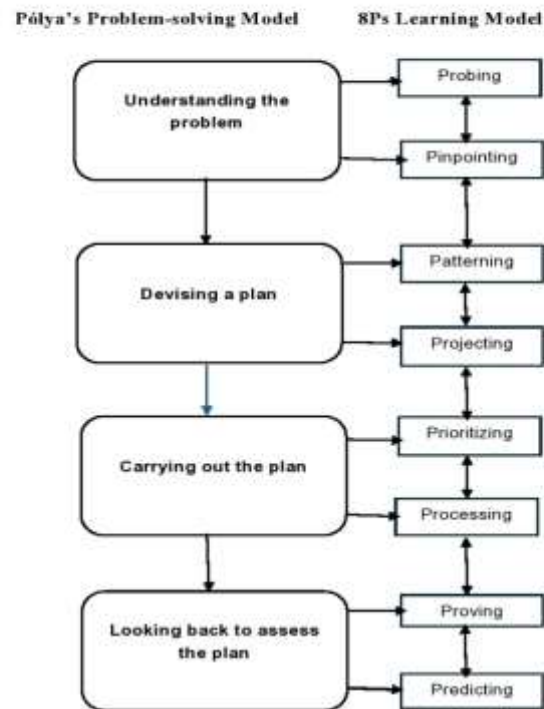 Pólya's Problem-solving Model
8Ps Learning Model
Understanding the
problem
Probing
Pinpointing
Devising a plan
Patterning
Projecting
Carrying out the plan
Prioritizing
Processing
Looking back to assess
the plan
Proving
Predicting